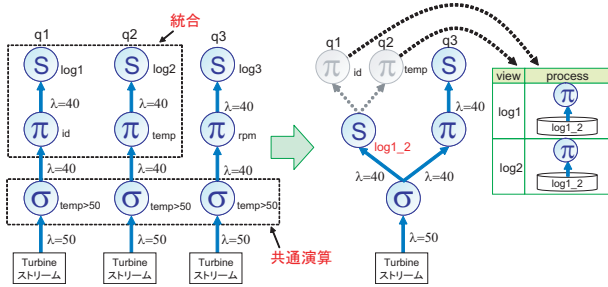 統合
q1 q2 q3
S log1 S log2 S log3
λ=40 λ=40 λ=40
π id π temp π rpm
λ=40 λ=40 λ=40
σ temp>50 σ temp>50 σ temp>50
λ=50 λ=50 λ=50
共通演算
Turbine
ストリーム
Turbine
ストリーム
Turbine
ストリーム
q1 q2 q3
π id π temp S
λ=40
S π
log1_2
λ=40 λ=40
σ
λ=50
Turbine
ストリーム
view process
log1 π
log1_2
log2 π
log1_2